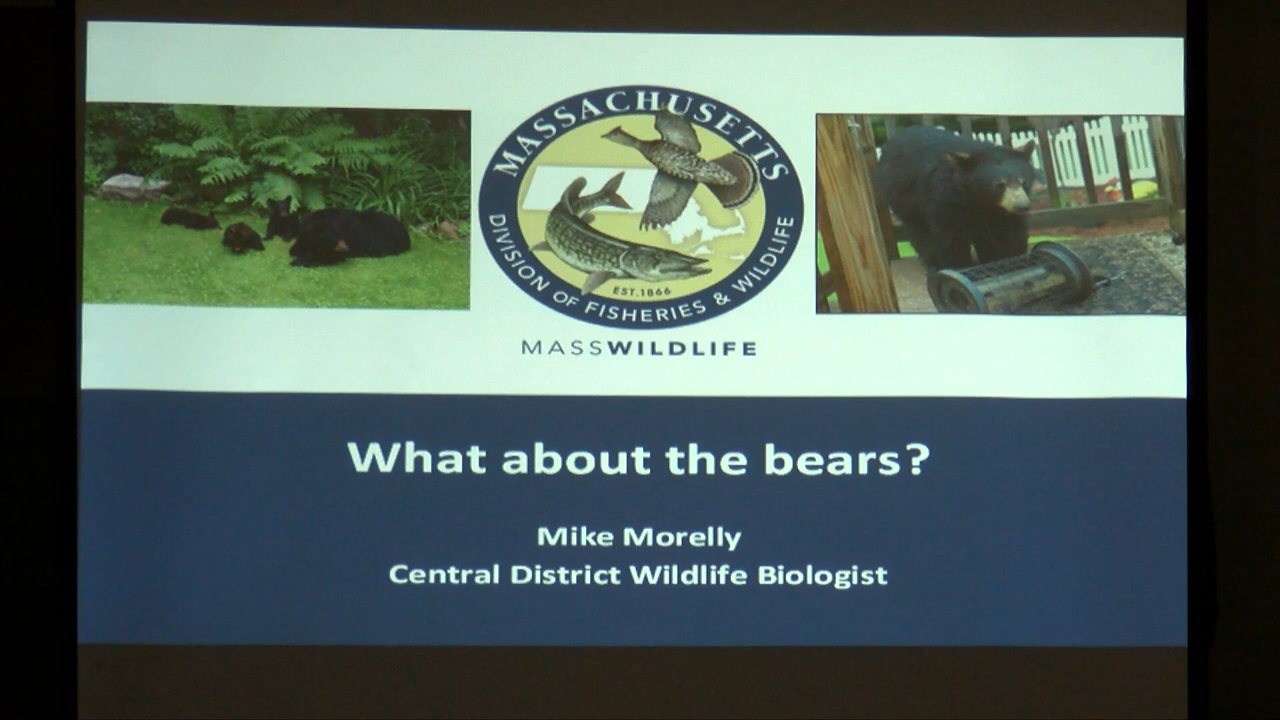 MASSACHUSETTS
DIVISION OF FISHERIES & WILDLIFE
EST.1866
MASSWILDLIFE
What about the bears?
Mike Morelly
Central District Wildlife Biologist